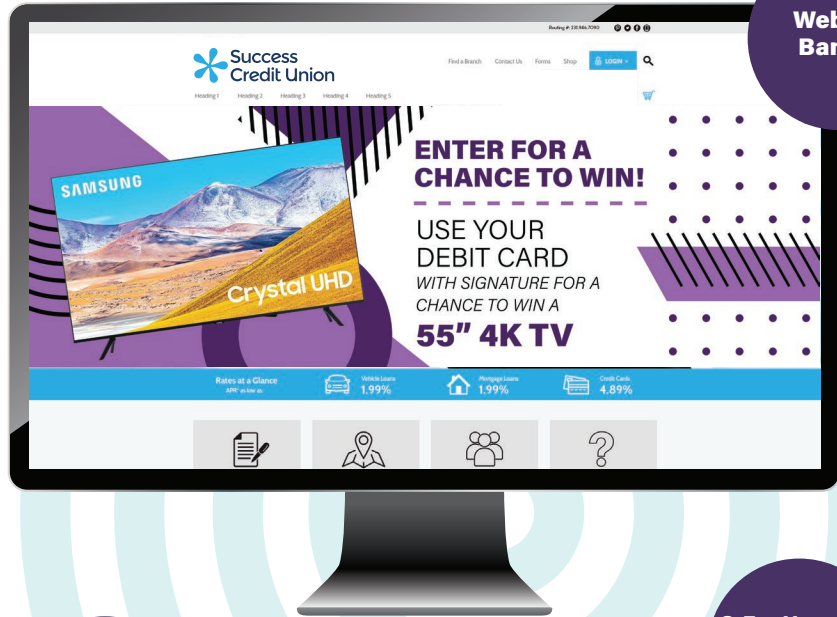 Web
Ban
Routing #: 231.986.7090
Success
Credit Union
Find a Branch Contact Us Forms Shop LOGIN
Heading 1 Heading 2 Heading 3 Heading 4 Heading 5
SAMSUNG
Crystal UHD
ENTER FOR A
CHANCE TO WIN!
USE YOUR
DEBIT CARD
WITH SIGNATURE FOR A
CHANCE TO WIN A
55” 4K TV
Rates at a Glance
APR* as low as:
Vehicle Loans
1.99%
Mortgage Loans
1.99%
Credit Cards
4.89%